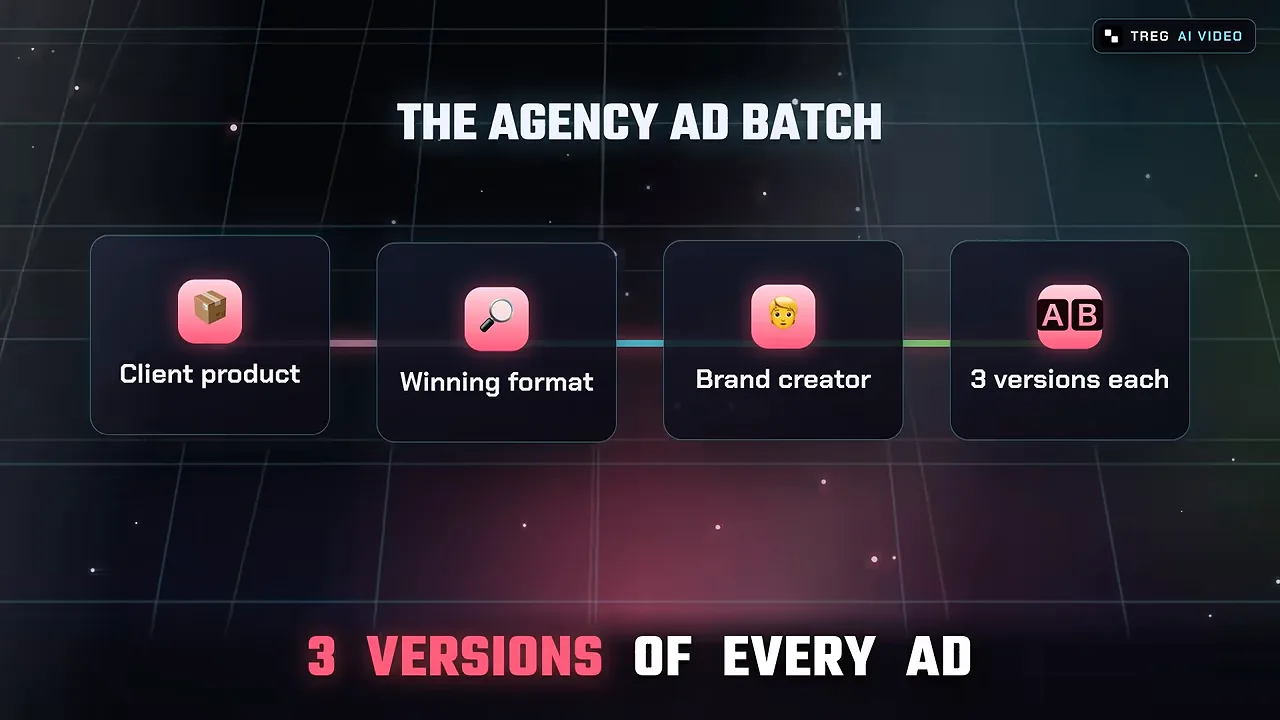 TREG AI VIDEO
THE AGENCY AD BATCH
Client product
Winning format
Brand creator
AB
3 versions each
3 VERSIONS OF EVERY AD